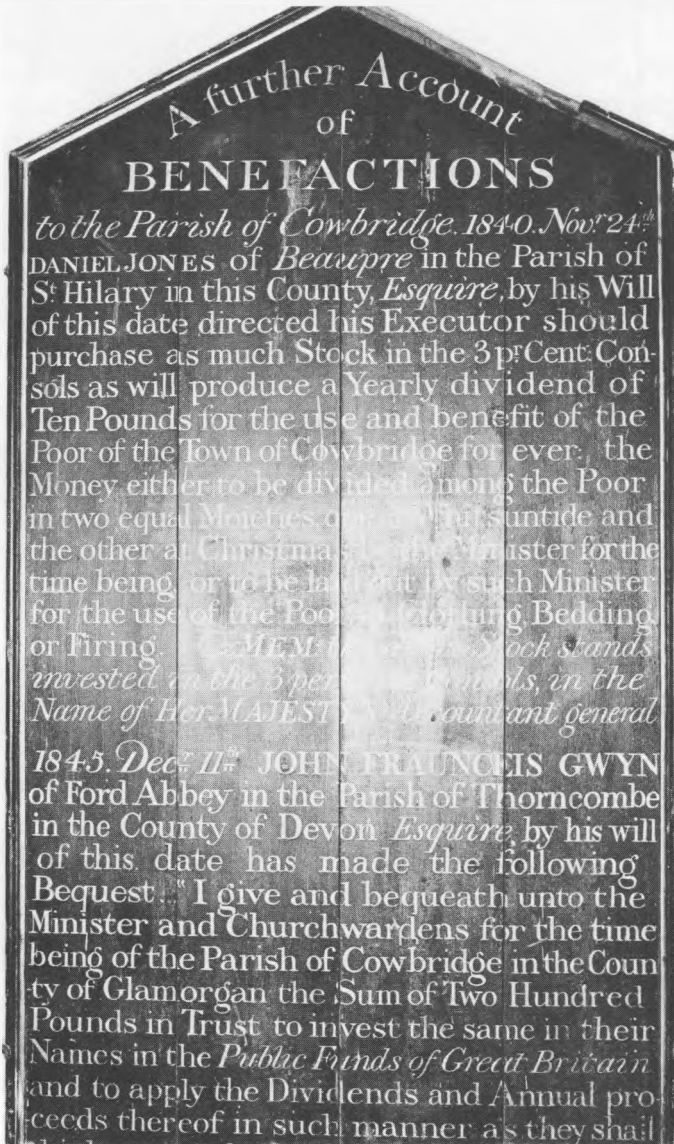 A further Account
of
BENEFACTIONS
to the Parish of Cowbridge. 1840. Novr. 24th
DANIEL JONES of Beaupre in the Parish of
St. Hilary in this County, Esquire, by his Will
of this date directed his Executor should
purchase as much Stock in the 3 pr. Cent: Con-
sols as will produce a Yearly dividend of
Ten Pounds for the use and benefit of the
Poor of the Town of Cowbridge for ever: the
Money either to be divided among the Poor
in two equal Moieties, Whitsuntide and
the other at Christmas Minister for the
time being, or to be laid out by such Minister
for the use of the Poor Clothing, Bedding,
or Firing. MEM: Stock stands
invested in the 3 per in the
Name of Her MAJESTY'S Accountant general
1845. Decr. 11th JOHN FRAUNCEIS GWYN
of Ford Abbey in the Parish of Thorncombe
in the County of Devon Esquire, by his will
of this date has made the following
Bequest "I give and bequeath unto the
Minister and Churchwardens for the time
being of the Parish of Cowbridge in the Coun
-ty of Glamorgan the Sum of Two Hundred
Pounds in Trust to invest the same in their
Names in the Public Funds of Great Britain
and to apply the Dividends and Annual pro-
ceeds thereof in such manner as they shall